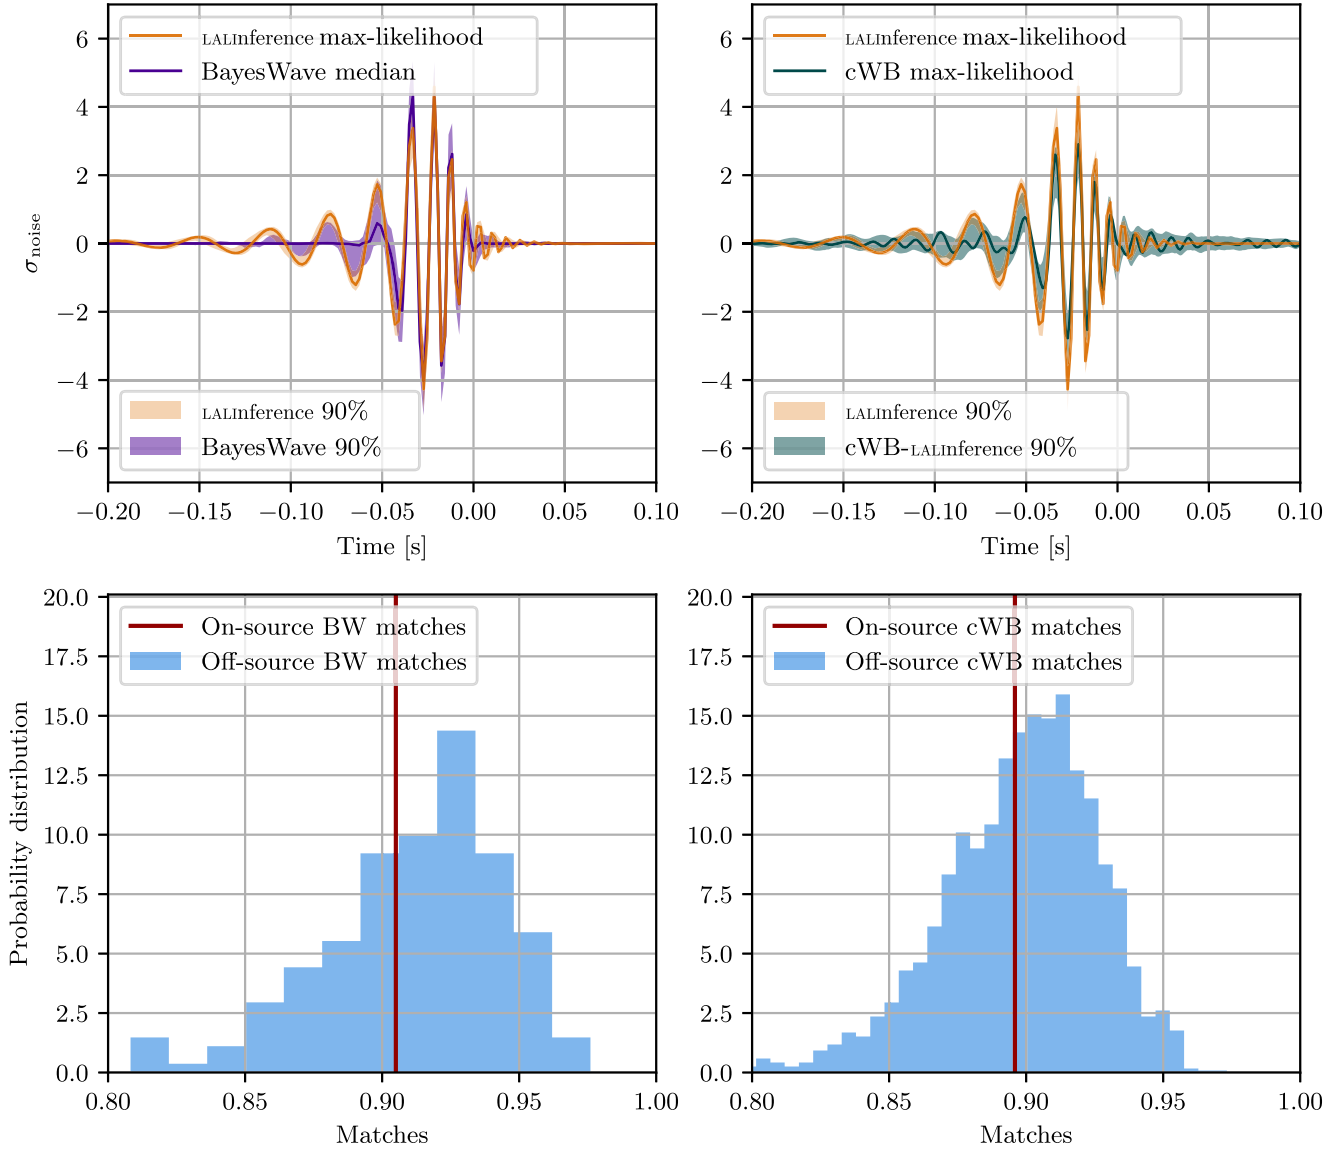 LALInference max-likelihood
BayesWave median
6
4
2
0
−2
−4
−6
σnoise
LALInference 90%
BayesWave 90%
−0.20 −0.15 −0.10 −0.05 0.00 0.05 0.10
Time [s]
LALInference max-likelihood
cWB max-likelihood
6
4
2
0
−2
−4
−6
LALInference 90%
cWB-LALInference 90%
−0.20 −0.15 −0.10 −0.05 0.00 0.05 0.10
Time [s]
On-source BW matches
Off-source BW matches
20.0
17.5
15.0
12.5
10.0
7.5
5.0
2.5
0.0
Probability distribution
0.80 0.85 0.90 0.95 1.00
Matches
On-source cWB matches
Off-source cWB matches
20.0
17.5
15.0
12.5
10.0
7.5
5.0
2.5
0.0
0.80 0.85 0.90 0.95 1.00
Matches